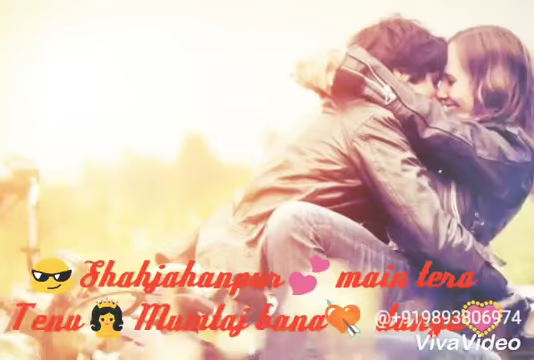 😎 Shahjahanpur 💕 main tera
Tenu 👸 Mumtaj bana 💘
@+919893806974
VivaVideo